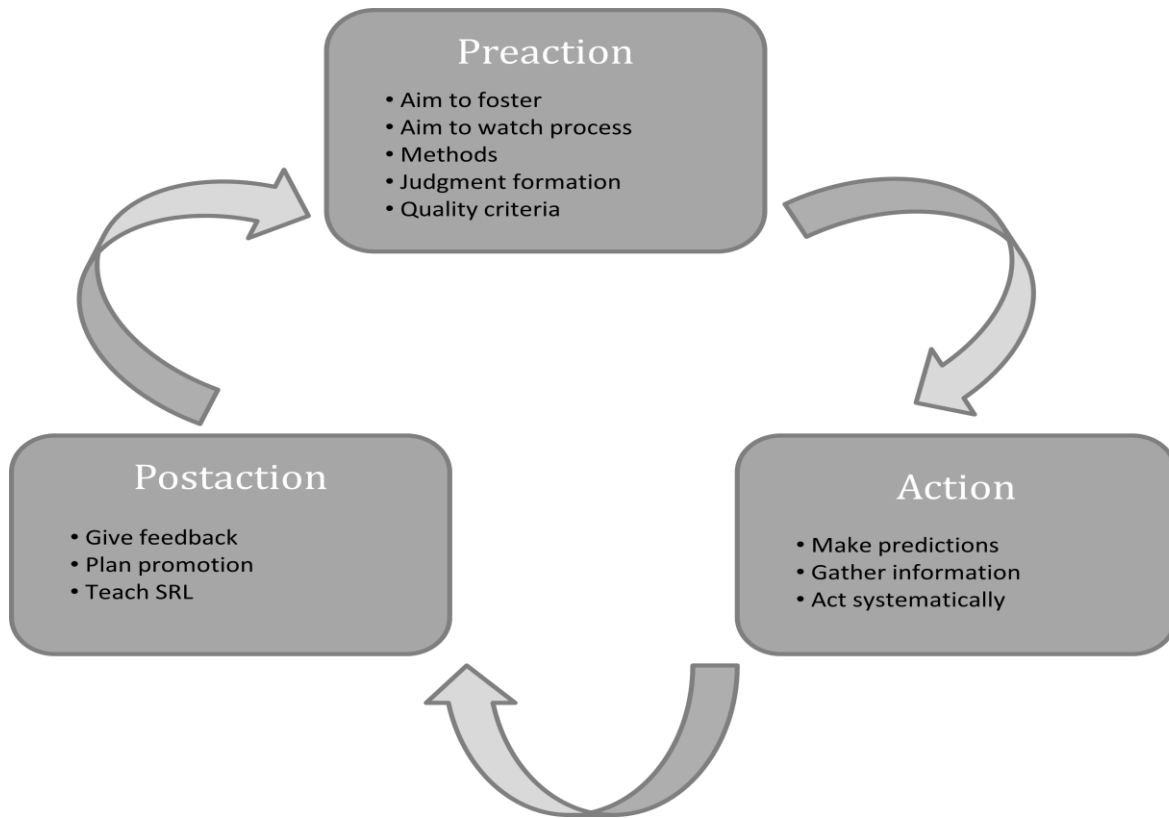 Preaction
• Aim to foster
• Aim to watch process
• Methods
• Judgment formation
• Quality criteria
Postaction
• Give feedback
• Plan promotion
• Teach SRL
Action
• Make predictions
• Gather information
• Act systematically